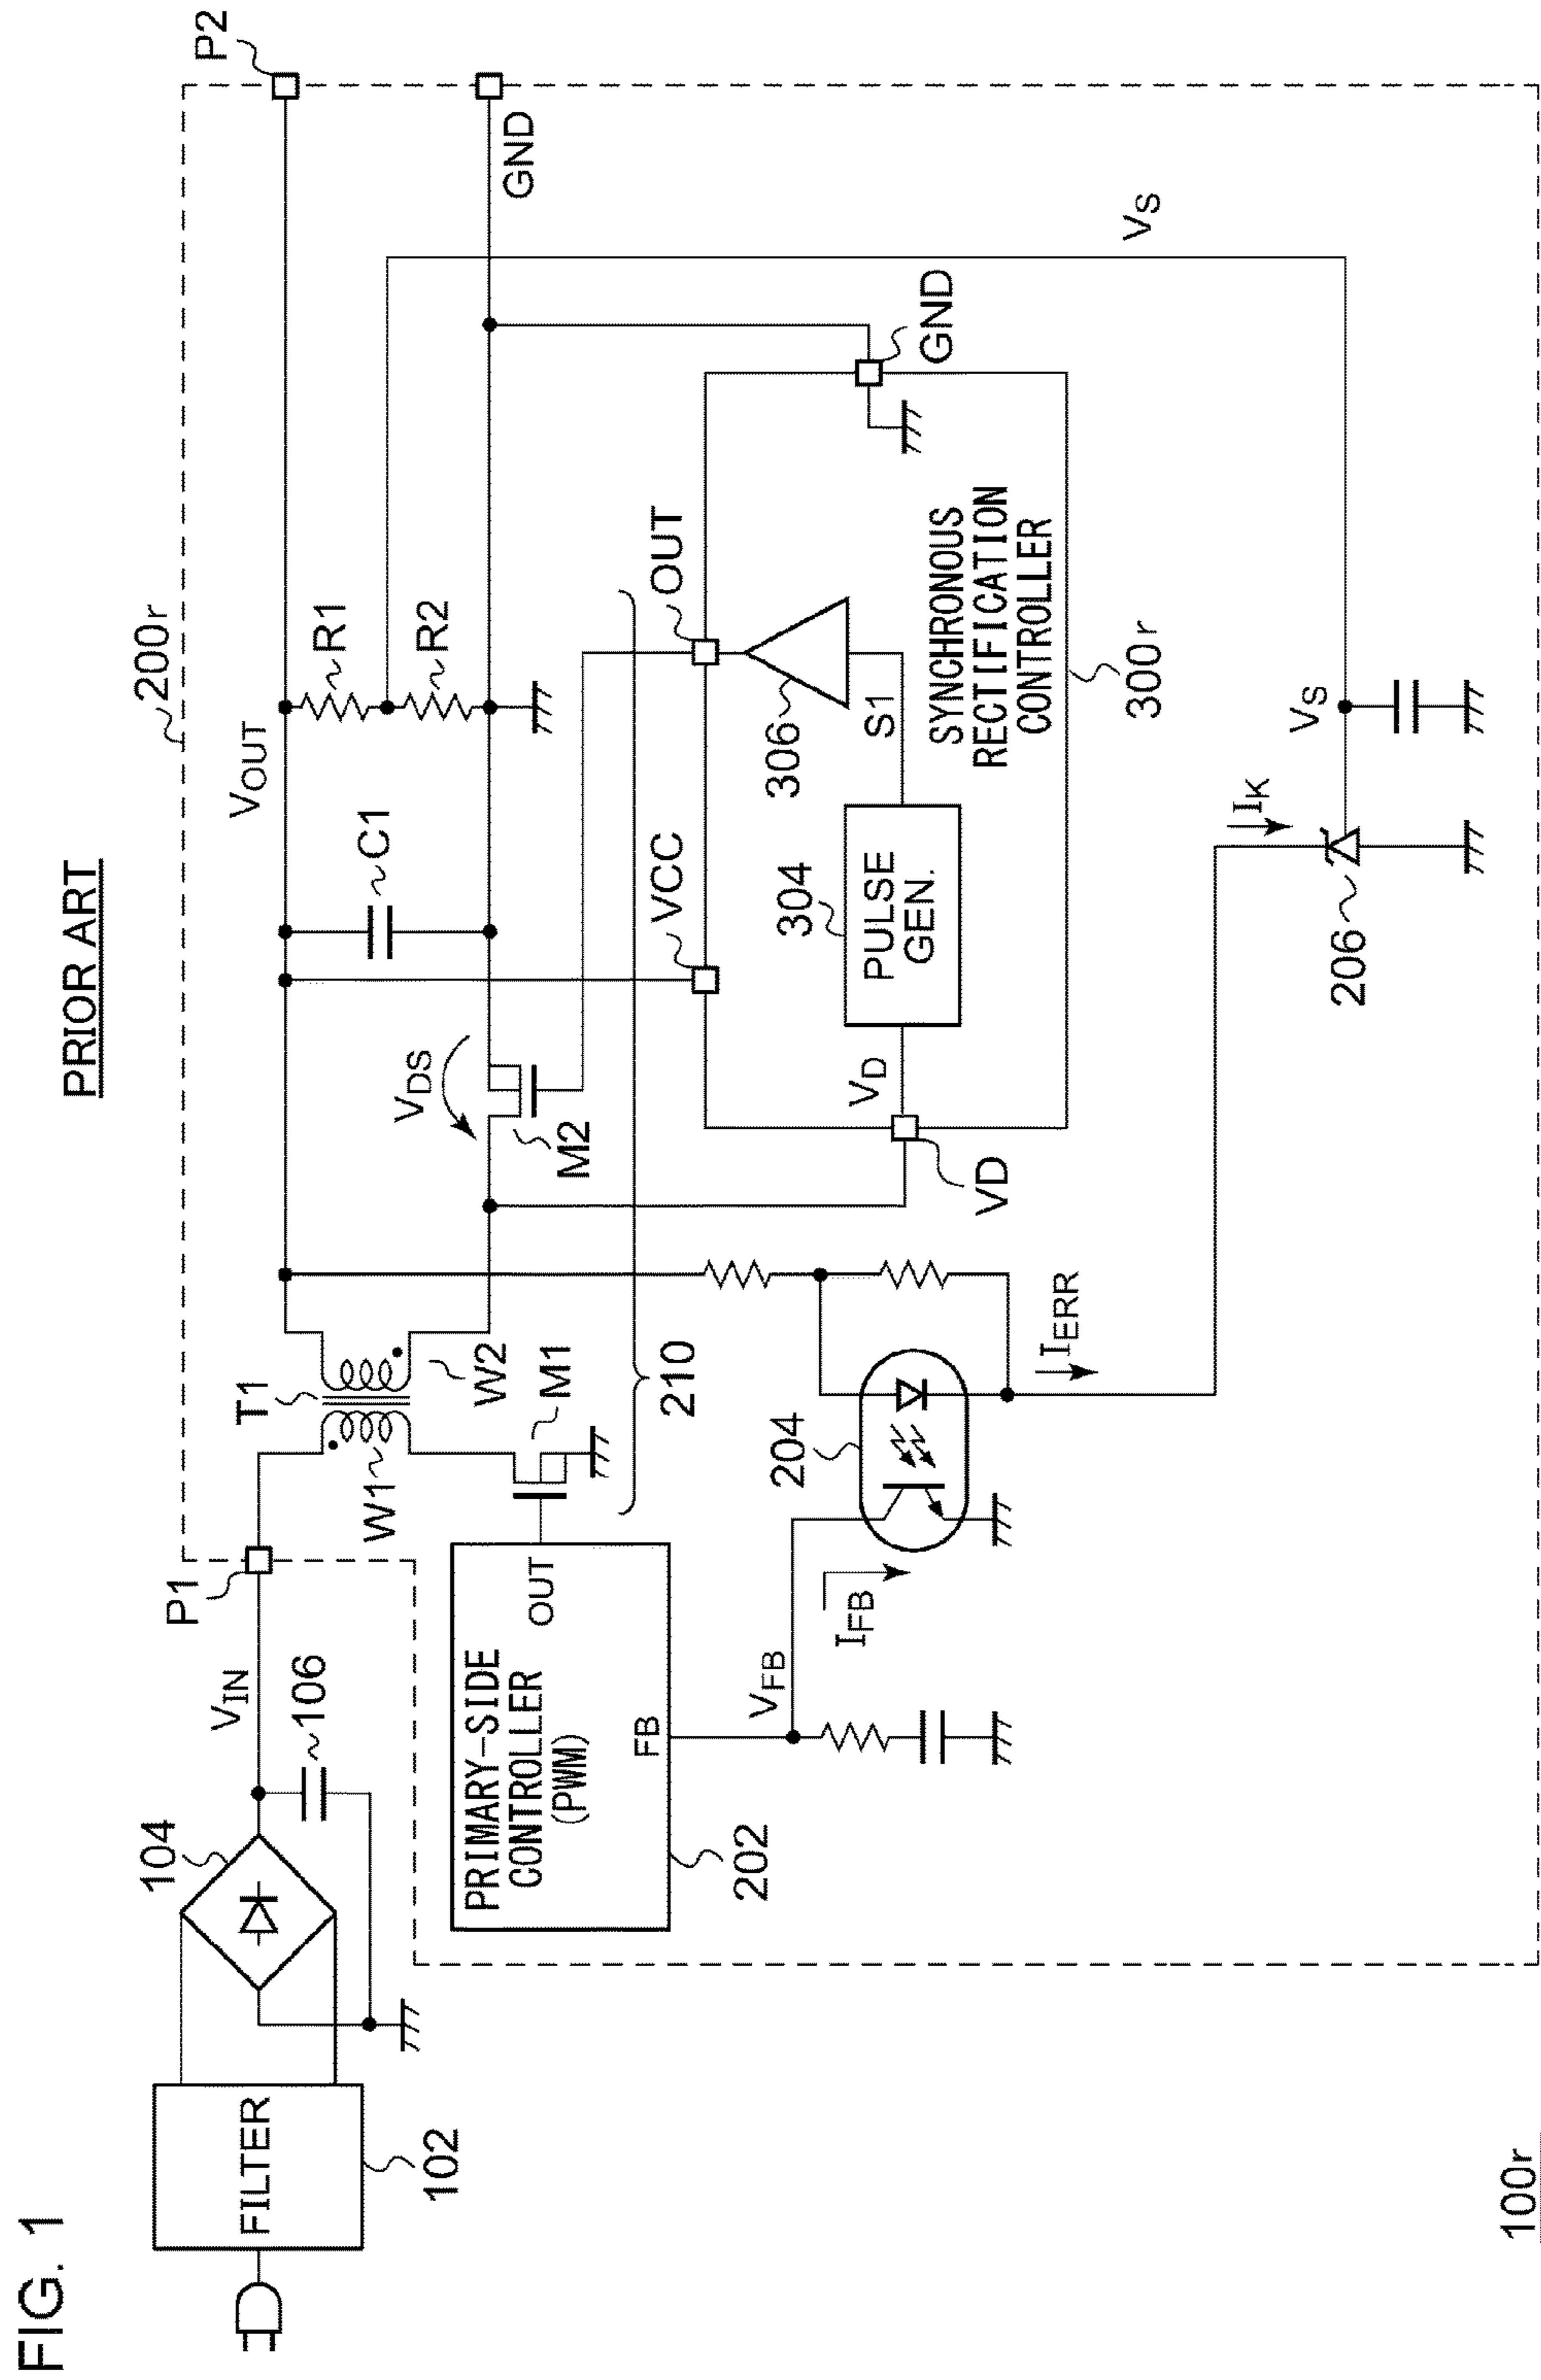 FIG. 1
PRIOR ART
200r
P2
VOUT
T1
P1
VIN
104
106
W1
W2
FILTER
102
VDS
C1
R1
R2
GND
M1
M2
210
VCC
OUT
PRIMARY-SIDE
CONTROLLER
(PWM)
OUT
FB
202
VFB
IFB
204
IERR
VD
VD
304
PULSE
GEN.
306
S1
SYNCHRONOUS
RECTIFICATION
CONTROLLER
300r
GND
VS
VS
IK
206
100r